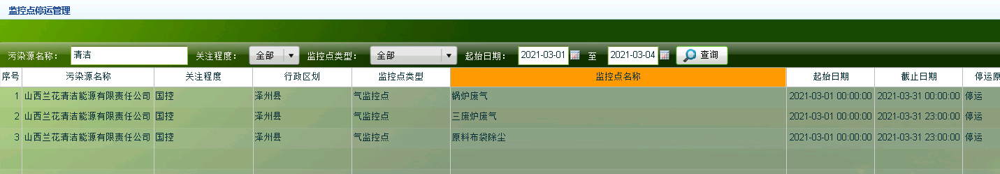 监控点停运管理
污染源名称： 清洁 关注程度： 全部 监控点类型： 全部 起始日期： 2021-03-01 至 2021-03-04 查询
序号 污染源名称 关注程度 行政区划 监控点类型 监控点名称 起始日期 截止日期 停运原
1 山西兰花清洁能源有限责任公司 国控 泽州县 气监控点 锅炉废气 2021-03-01 00:00:00 2021-03-31 23:00:00 停运
2 山西兰花清洁能源有限责任公司 国控 泽州县 气监控点 三废炉废气 2021-03-01 00:00:00 2021-03-31 23:00:00 停运
3 山西兰花清洁能源有限责任公司 国控 泽州县 气监控点 原料布袋除尘 2021-03-01 00:00:00 2021-03-31 23:00:00 停运